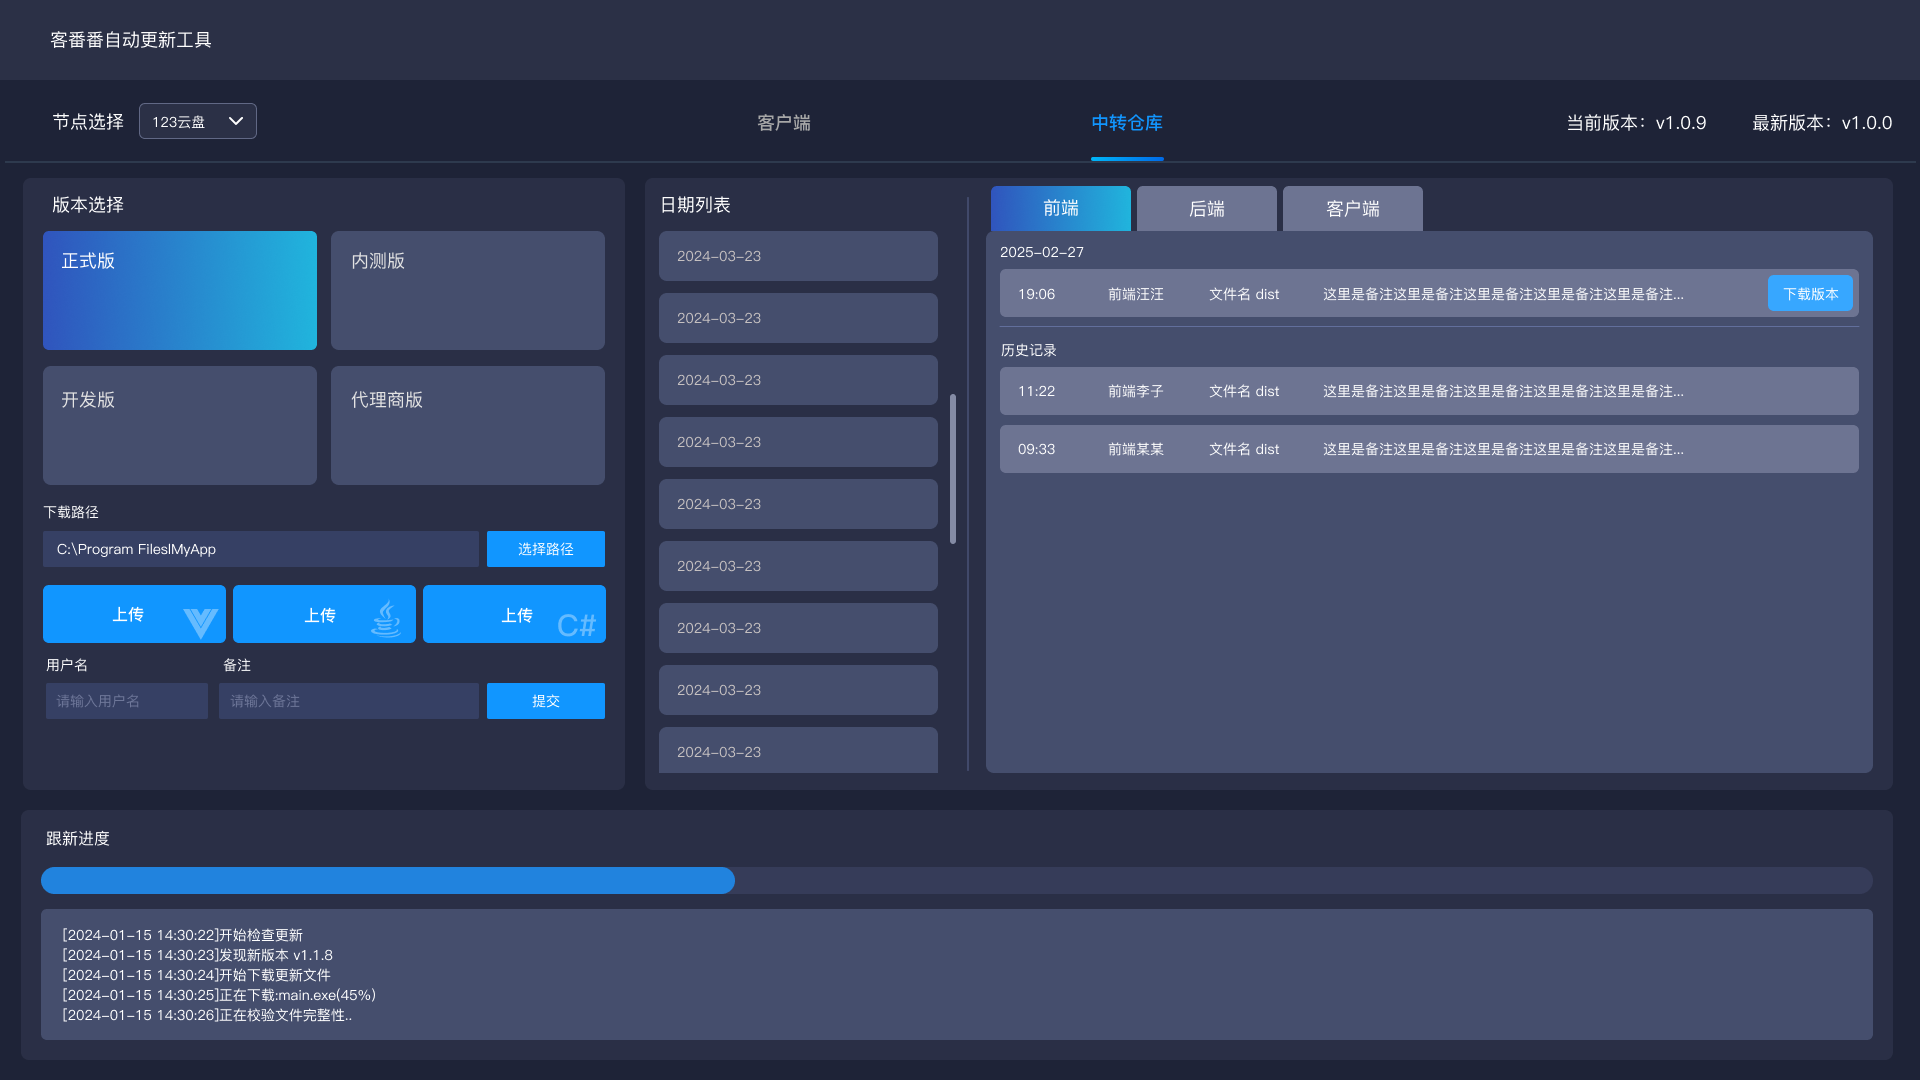 客番番自动更新工具
节点选择 123云盘 客户端 中转仓库 当前版本：v1.0.9 最新版本：v1.0.0
版本选择
正式版 内测版
开发版 代理商版
下载路径
C:\Program FileslMyApp 选择路径
上传 上传 上传 C#
用户名 备注
请输入用户名 请输入备注 提交
日期列表
2024-03-23
2024-03-23
2024-03-23
2024-03-23
2024-03-23
2024-03-23
2024-03-23
2024-03-23
2024-03-23
前端 后端 客户端
2025-02-27
19:06 前端汪汪 文件名 dist 这里是备注这里是备注这里是备注这里是备注这里是备注... 下载版本
历史记录
11:22 前端李子 文件名 dist 这里是备注这里是备注这里是备注这里是备注这里是备注...
09:33 前端某某 文件名 dist 这里是备注这里是备注这里是备注这里是备注这里是备注...
跟新进度
[2024-01-15 14:30:22]开始检查更新
[2024-01-15 14:30:23]发现新版本 v1.1.8
[2024-01-15 14:30:24]开始下载更新文件
[2024-01-15 14:30:25]正在下载:main.exe(45%)
[2024-01-15 14:30:26]正在校验文件完整性..